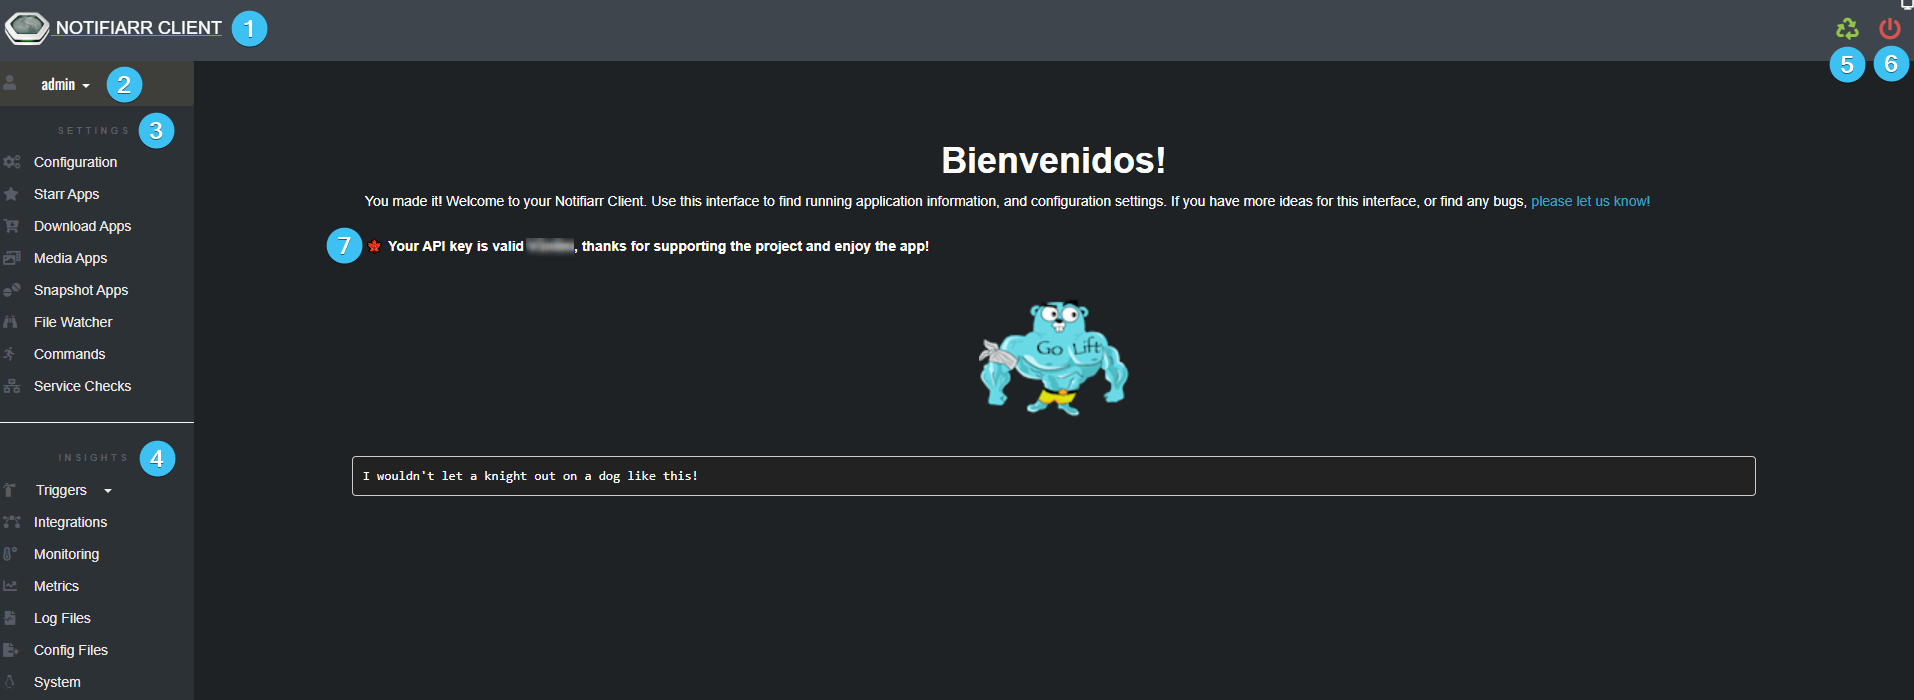 NOTIFIARR CLIENT 1
5 6
admin 2
SETTINGS 3
Configuration
Starr Apps
Download Apps
Media Apps
Snapshot Apps
File Watcher
Commands
Service Checks
INSIGHTS 4
Triggers
Integrations
Monitoring
Metrics
Log Files
Config Files
System
Bienvenidos!
You made it! Welcome to your Notifiarr Client. Use this interface to find running application information, and configuration settings. If you have more ideas for this interface, or find any bugs, please let us know!
7 Your API key is valid , thanks for supporting the project and enjoy the app!
Go Lift
I wouldn't let a knight out on a dog like this!